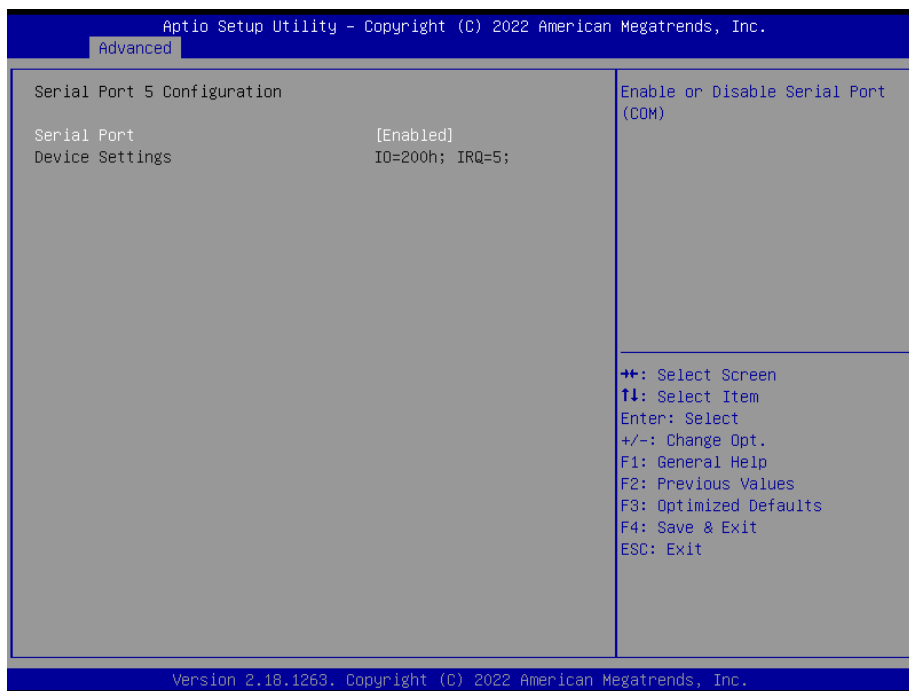 Aptio Setup Utility – Copyright (C) 2022 American Megatrends, Inc.
Advanced
Serial Port 5 Configuration
Serial Port [Enabled]
Device Settings IO=200h; IRQ=5;
Enable or Disable Serial Port
(COM)
→←: Select Screen
↑↓: Select Item
Enter: Select
+/-: Change Opt.
F1: General Help
F2: Previous Values
F3: Optimized Defaults
F4: Save & Exit
ESC: Exit
Version 2.18.1263. Copyright (C) 2022 American Megatrends, Inc.